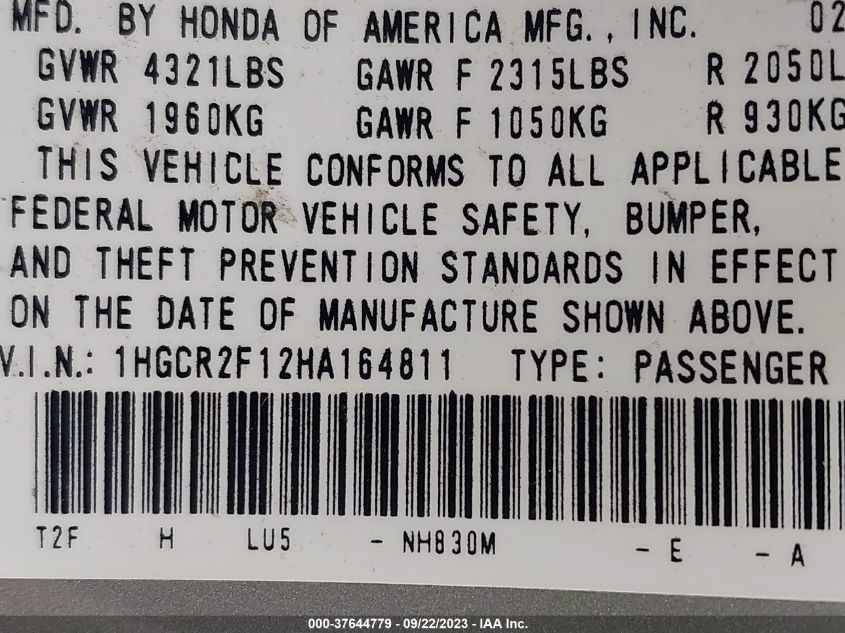 MFD. BY HONDA OF AMERICA MFG., INC. 02
GVWR 4321LBS GAWR F 2315LBS R 2050L
GVWR 1960KG GAWR F 1050KG R 930KG
THIS VEHICLE CONFORMS TO ALL APPLICABLE
FEDERAL MOTOR VEHICLE SAFETY, BUMPER,
AND THEFT PREVENTION STANDARDS IN EFFECT
ON THE DATE OF MANUFACTURE SHOWN ABOVE.
V.I.N.: 1HGCR2F12HA164811 TYPE: PASSENGER
T2F H LU5 - NH830M - E - A
000-37644779 - 09/22/2023 - IAA Inc.